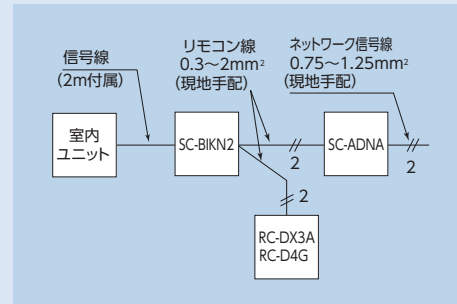 信号線
(2m付属)
リモコン線
0.3～2mm²
(現地手配)
ネットワーク信号線
0.75～1.25mm²
(現地手配)
室内
ユニット
SC-BIKN2
2
SC-ADNA
2
2
RC-DX3A
RC-D4G